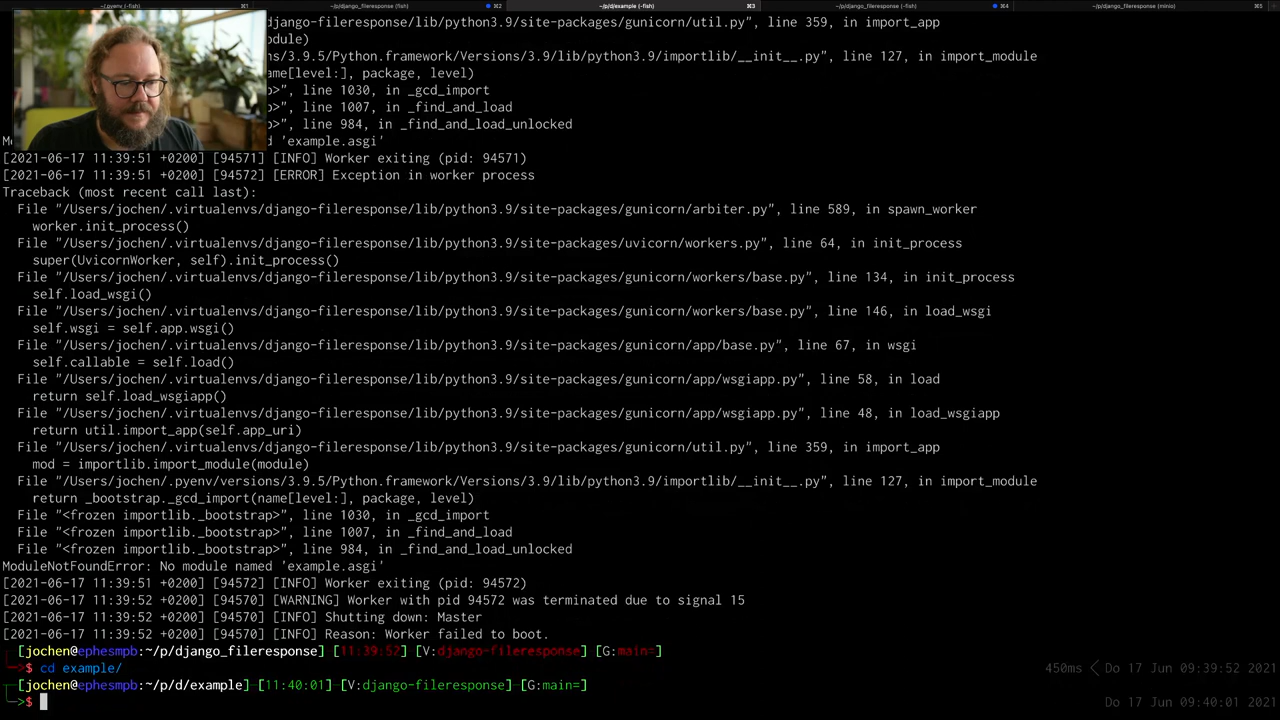 ~/.pyenv (-fish) ⌘1 ~/p/django_fileresponse (fish) ⌘2 ~/p/d/example (-fish) ⌘3 ~/p/django_fileresponse (-fish) ⌘4 ~/p/django_fileresponse (minio) ⌘5
s/django-fileresponse/lib/python3.9/site-packages/gunicorn/util.py", line 359, in import_app
odule)
ns/3.9.5/Python.framework/Versions/3.9/lib/python3.9/importlib/__init__.py", line 127, in import_module
name[level:], package, level)
p>", line 1030, in _gcd_import
p>", line 1007, in _find_and_load
p>", line 984, in _find_and_load_unlocked
d 'example.asgi'
[2021-06-17 11:39:51 +0200] [94571] [INFO] Worker exiting (pid: 94571)
[2021-06-17 11:39:51 +0200] [94572] [ERROR] Exception in worker process
Traceback (most recent call last):
File "/Users/jochen/.virtualenvs/django-fileresponse/lib/python3.9/site-packages/gunicorn/arbiter.py", line 589, in spawn_worker
worker.init_process()
File "/Users/jochen/.virtualenvs/django-fileresponse/lib/python3.9/site-packages/uvicorn/workers.py", line 64, in init_process
super(UvicornWorker, self).init_process()
File "/Users/jochen/.virtualenvs/django-fileresponse/lib/python3.9/site-packages/gunicorn/workers/base.py", line 134, in init_process
self.load_wsgi()
File "/Users/jochen/.virtualenvs/django-fileresponse/lib/python3.9/site-packages/gunicorn/workers/base.py", line 146, in load_wsgi
self.wsgi = self.app.wsgi()
File "/Users/jochen/.virtualenvs/django-fileresponse/lib/python3.9/site-packages/gunicorn/app/base.py", line 67, in wsgi
self.callable = self.load()
File "/Users/jochen/.virtualenvs/django-fileresponse/lib/python3.9/site-packages/gunicorn/app/wsgiapp.py", line 58, in load
return self.load_wsgiapp()
File "/Users/jochen/.virtualenvs/django-fileresponse/lib/python3.9/site-packages/gunicorn/app/wsgiapp.py", line 48, in load_wsgiapp
return util.import_app(self.app_uri)
File "/Users/jochen/.virtualenvs/django-fileresponse/lib/python3.9/site-packages/gunicorn/util.py", line 359, in import_app
mod = importlib.import_module(module)
File "/Users/jochen/.pyenv/versions/3.9.5/Python.framework/Versions/3.9/lib/python3.9/importlib/__init__.py", line 127, in import_module
return _bootstrap._gcd_import(name[level:], package, level)
File "<frozen importlib._bootstrap>", line 1030, in _gcd_import
File "<frozen importlib._bootstrap>", line 1007, in _find_and_load
File "<frozen importlib._bootstrap>", line 984, in _find_and_load_unlocked
ModuleNotFoundError: No module named 'example.asgi'
[2021-06-17 11:39:52 +0200] [94572] [INFO] Worker exiting (pid: 94572)
[2021-06-17 11:39:52 +0200] [94570] [WARNING] Worker with pid 94572 was terminated due to signal 15
[2021-06-17 11:39:52 +0200] [94570] [INFO] Shutting down: Master
[2021-06-17 11:39:52 +0200] [94570] [INFO] Reason: Worker failed to boot.
[jochen@ephesmpb:~/p/django_fileresponse] [11:39:52] [V:django-fileresponse] [G:main=]
$ cd example/ 450ms < Do 17 Jun 09:39:52 2021
[jochen@ephesmpb:~/p/d/example]-[11:40:01]-[V:django-fileresponse]-[G:main=]
$ Do 17 Jun 09:40:01 2021